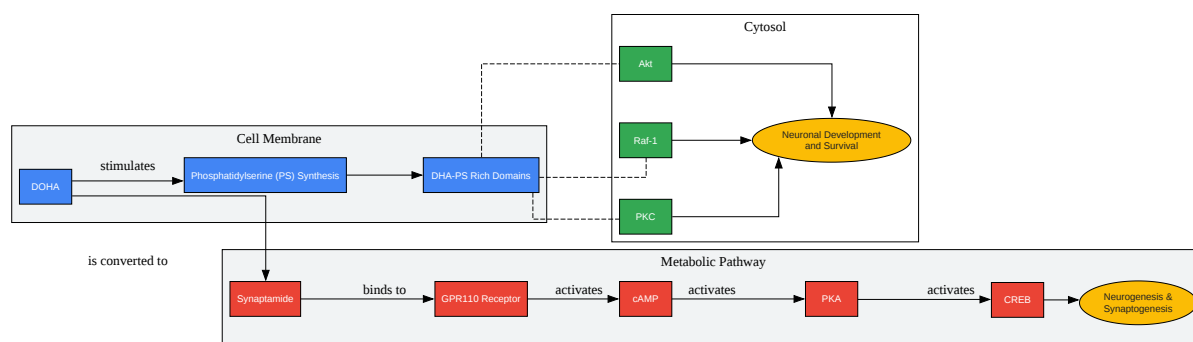 Cytosol
Akt
Raf-1
Neuronal Development
and Survival
PKC
Cell Membrane
stimulates
DOHA
Phosphatidylserine (PS) Synthesis
DHA-PS Rich Domains
is converted to
Metabolic Pathway
Synaptamide
binds to
GPR110 Receptor
activates
cAMP
activates
PKA
activates
CREB
Neurogenesis &
Synaptogenesis